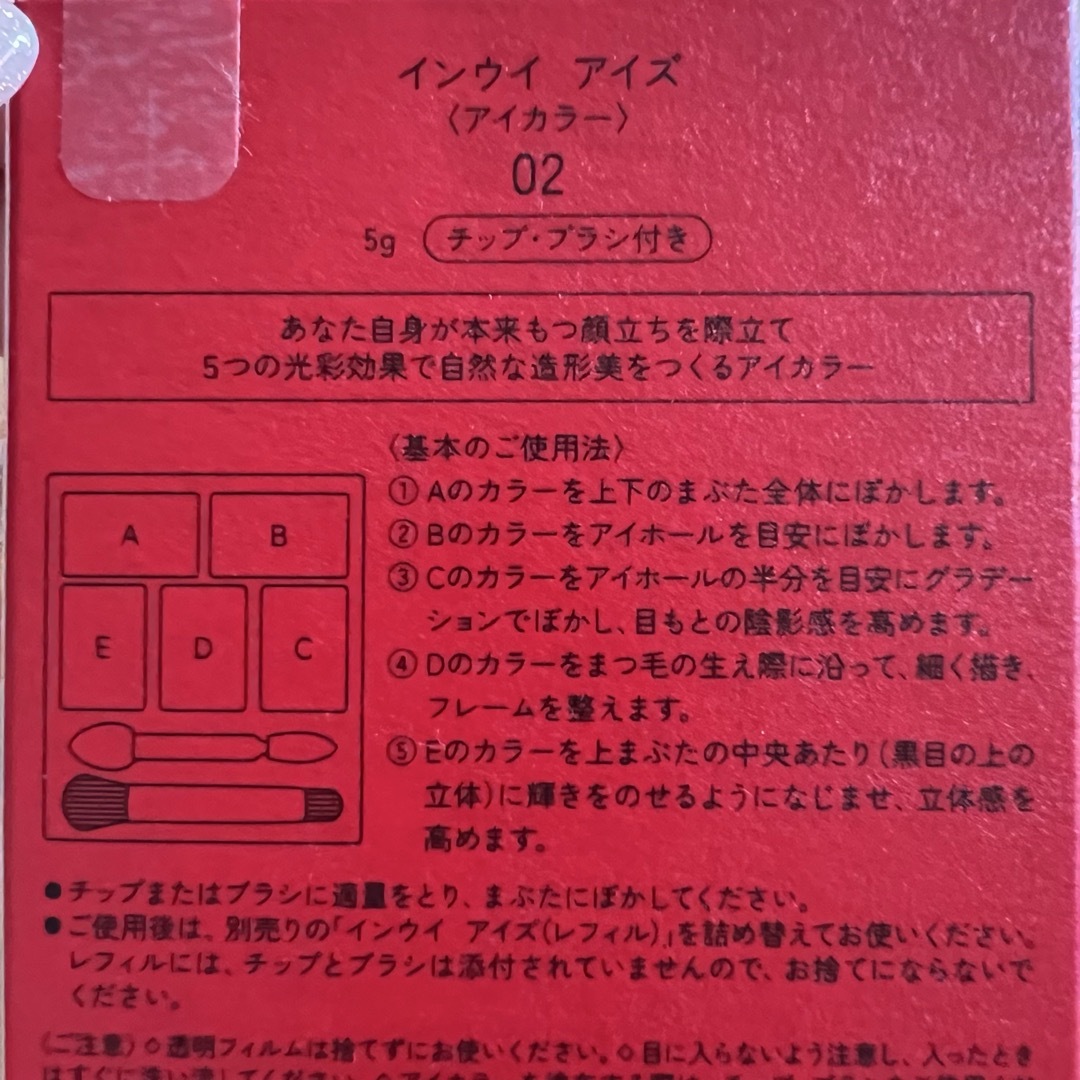 インウイ アイズ
〈アイカラー〉
02
5g チップ・ブラシ付き
あなた自身が本来もつ顔立ちを際立て
5つの光彩効果で自然な造形美をつくるアイカラー
〈基本のご使用法〉
①Aのカラーを上下のまぶた全体にぼかします。
②Bのカラーをアイホールを目安にぼかします。
③Cのカラーをアイホールの半分を目安にグラデー
ションでぼかし、目もとの陰影感を高めます。
④Dのカラーをまつ毛の生え際に沿って、細く描き、
フレームを整えます。
⑤Eのカラーを上まぶたの中央あたり(黒目の上の
立体)に輝きをのせるようになじませ、立体感を
高めます。
A B
E D C
●チップまたはブラシに適量をとり、まぶたにぼかしてください。
●ご使用後は、別売りの「インウイ アイズ(レフィル)」を詰め替えてお使いください。
レフィルには、チップとブラシは添付されていませんので、お捨てにならないで
ください。
〈ご注意〉◇透明フィルムは捨てずにお使いください。◇目に入らないよう注意し、入ったとき
はすぐに洗い流してください。